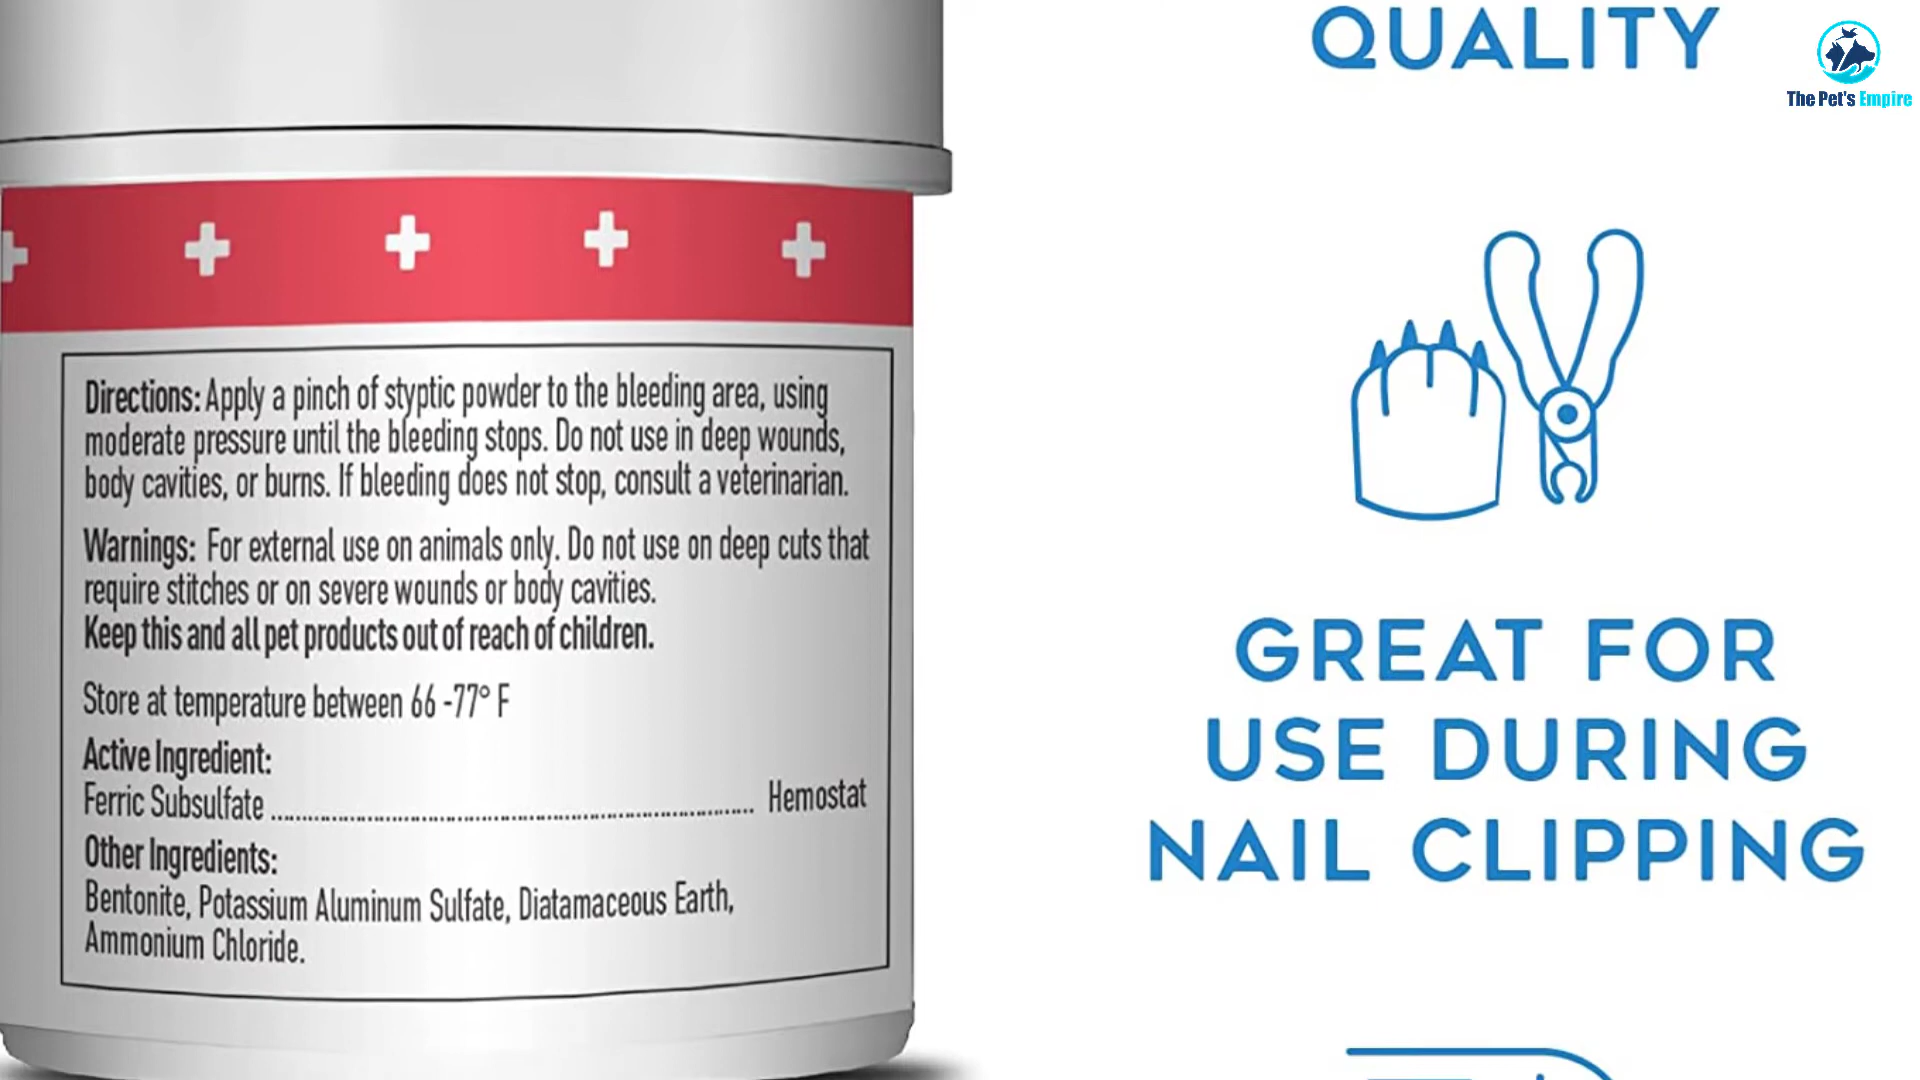 Directions: Apply a pinch of styptic powder to the bleeding area, using
moderate pressure until the bleeding stops. Do not use in deep wounds,
body cavities, or burns. If bleeding does not stop, consult a veterinarian.
Warnings: For external use on animals only. Do not use on deep cuts that
require stitches or on severe wounds or body cavities.
Keep this and all pet products out of reach of children.
Store at temperature between 66 -77° F
Active Ingredient:
Ferric Subsulfate ........................................................ Hemostat
Other Ingredients:
Bentonite, Potassium Aluminum Sulfate, Diatamaceous Earth,
Ammonium Chloride.
QUALITY
The Pet's Empire
GREAT FOR
USE DURING
NAIL CLIPPING